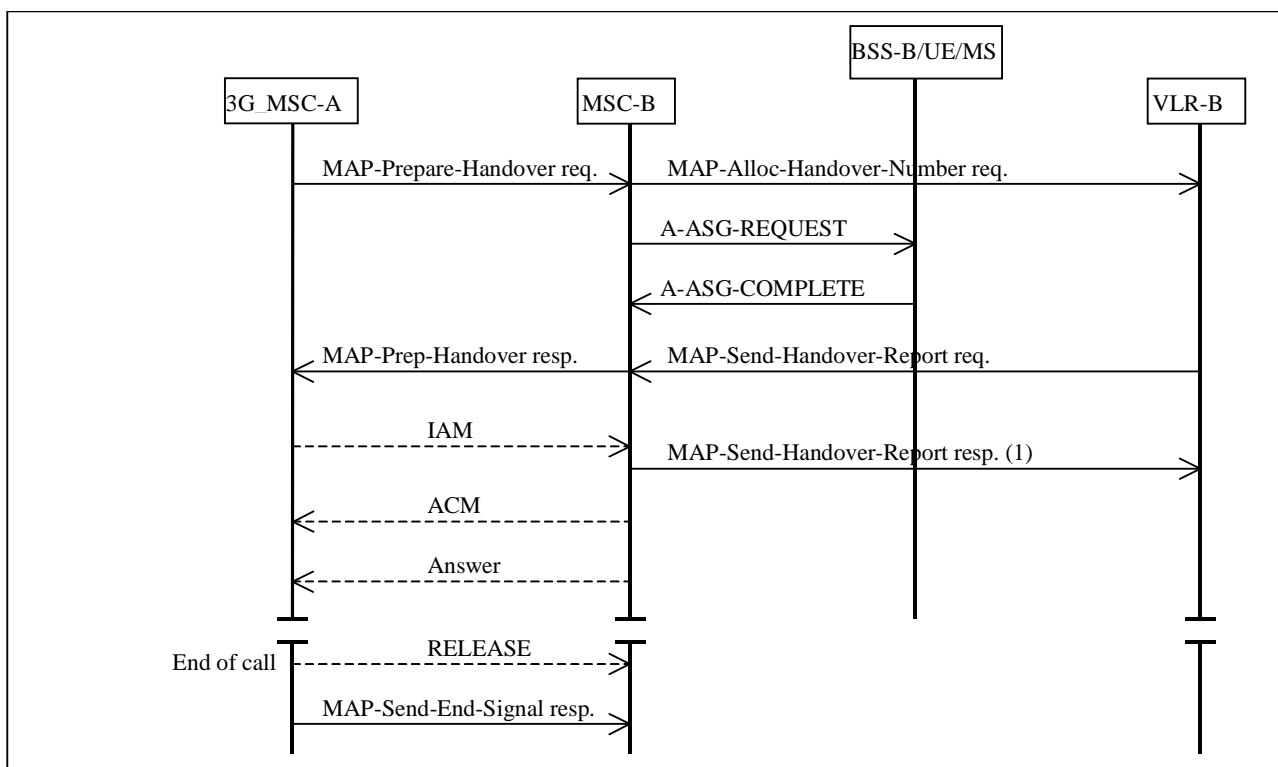 BSS-B/UE/MS
3G_MSC-A
MSC-B
VLR-B
MAP-Prepare-Handover req.
MAP-Alloc-Handover-Number req.
A-ASG-REQUEST
A-ASG-COMPLETE
MAP-Prep-Handover resp.
MAP-Send-Handover-Report req.
IAM
MAP-Send-Handover-Report resp. (1)
ACM
Answer
RELEASE
End of call
MAP-Send-End-Signal resp.